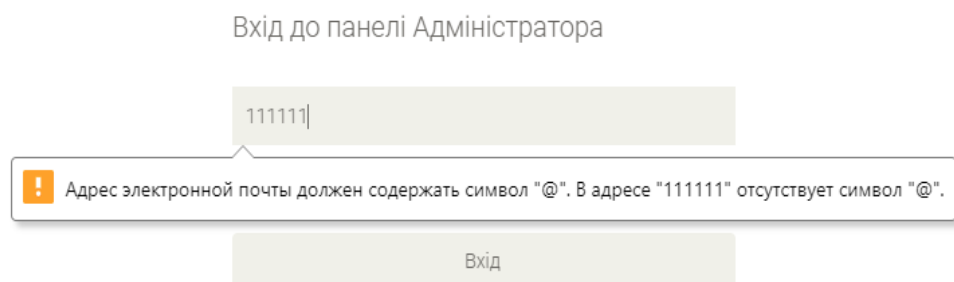 Вхід до панелі Адміністратора
111111
Адрес электронной почты должен содержать символ "@". В адресе "111111" отсутствует символ "@".
Вхід